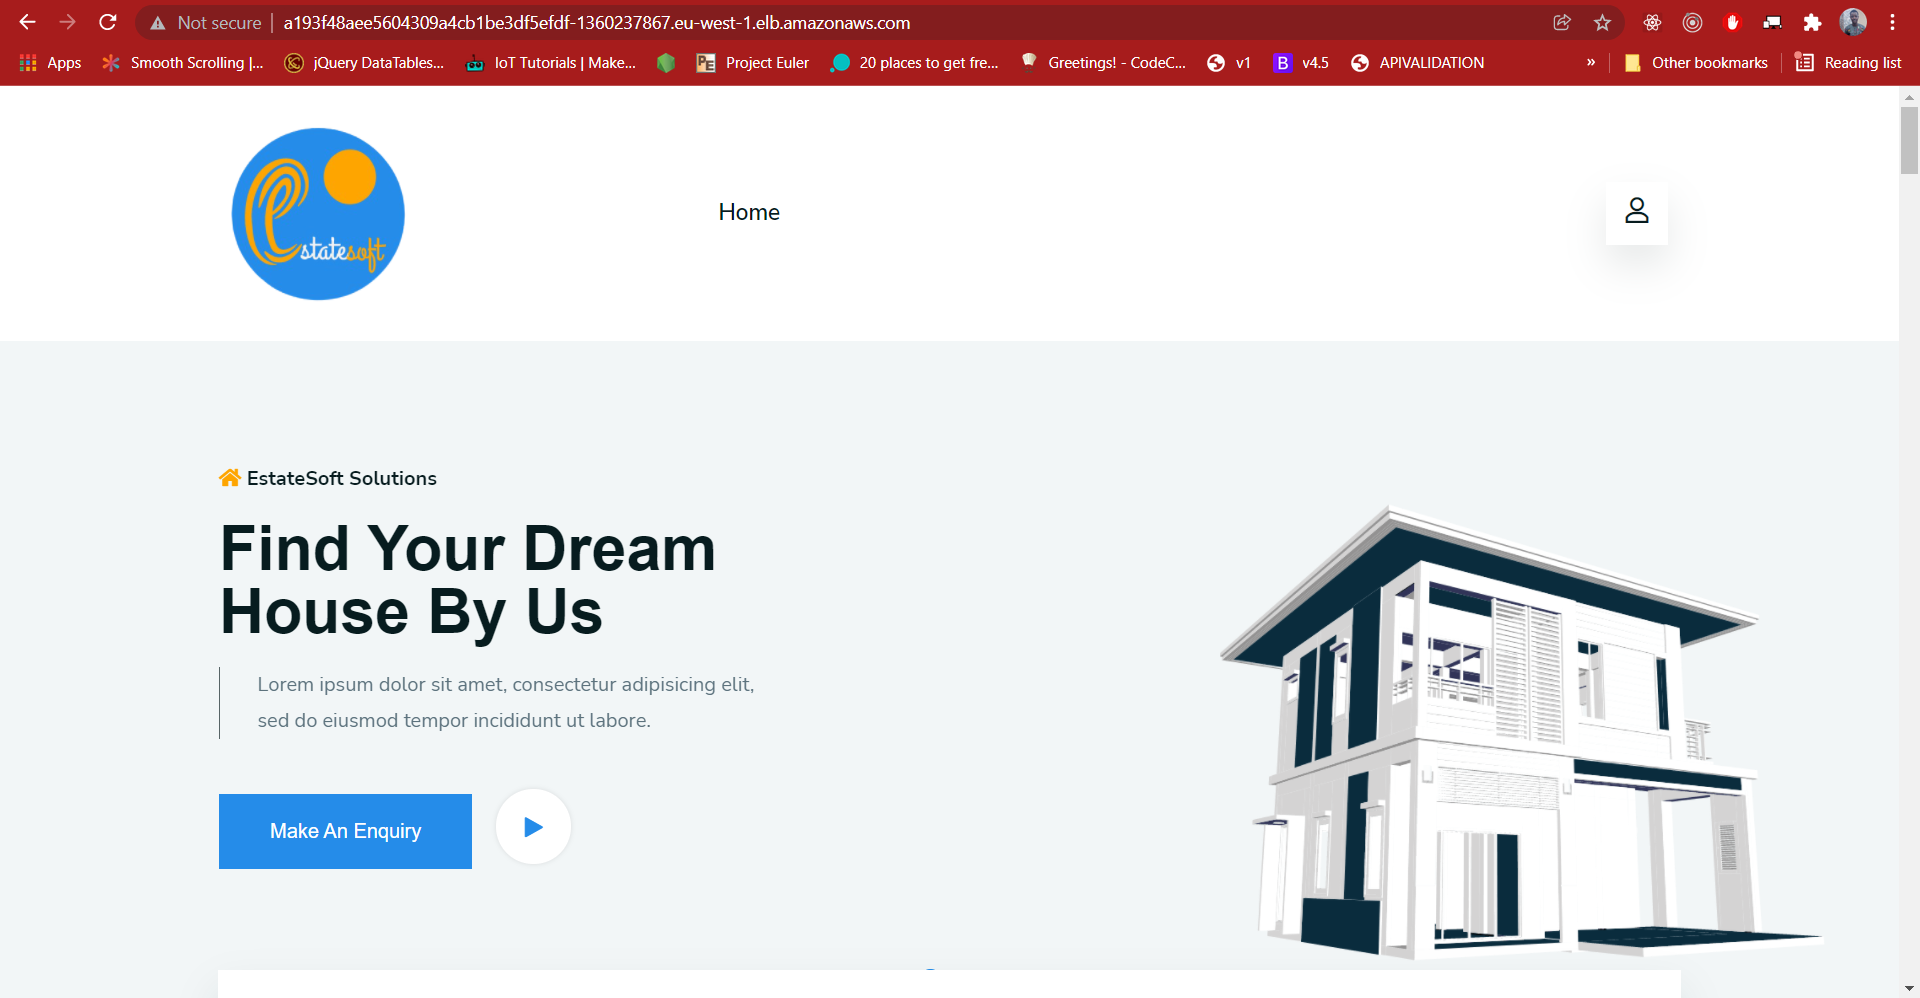 Not secure
a193f48aee5604309a4cb1be3df5efdf-1360237867.eu-west-1.elb.amazonaws.com
Apps
Smooth Scrolling |...
jQuery DataTables...
IoT Tutorials | Make...
PE
Project Euler
20 places to get fre...
Greetings! - CodeC...
v1
B
v4.5
APIVALIDATION
»
Other bookmarks
Reading list
Estatesoft
Home
EstateSoft Solutions
Find Your Dream
House By Us
Lorem ipsum dolor sit amet, consectetur adipisicing elit,
sed do eiusmod tempor incididunt ut labore.
Make An Enquiry